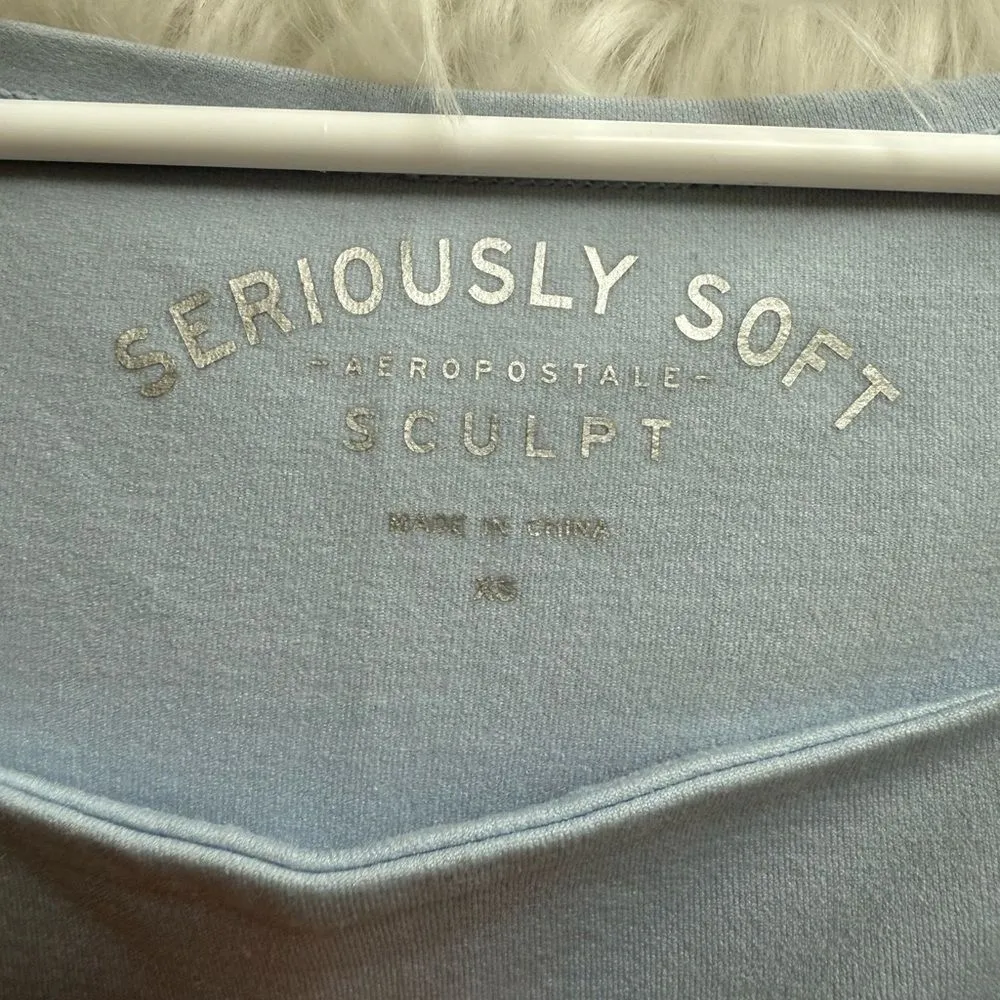 SERIOUSLY SOFT
-AEROPOSTALE-
SCULPT
MADE IN CHINA
XS